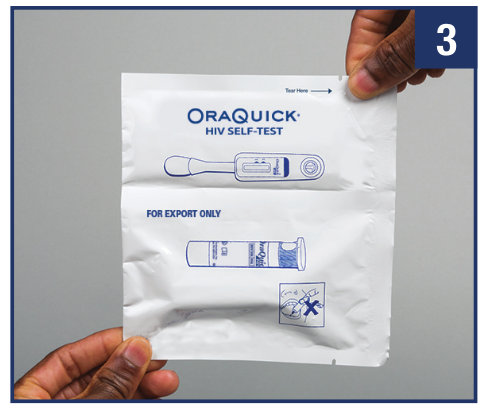 3
Tear Here
ORAQUICK®
HIV SELF-TEST
FOR EXPORT ONLY